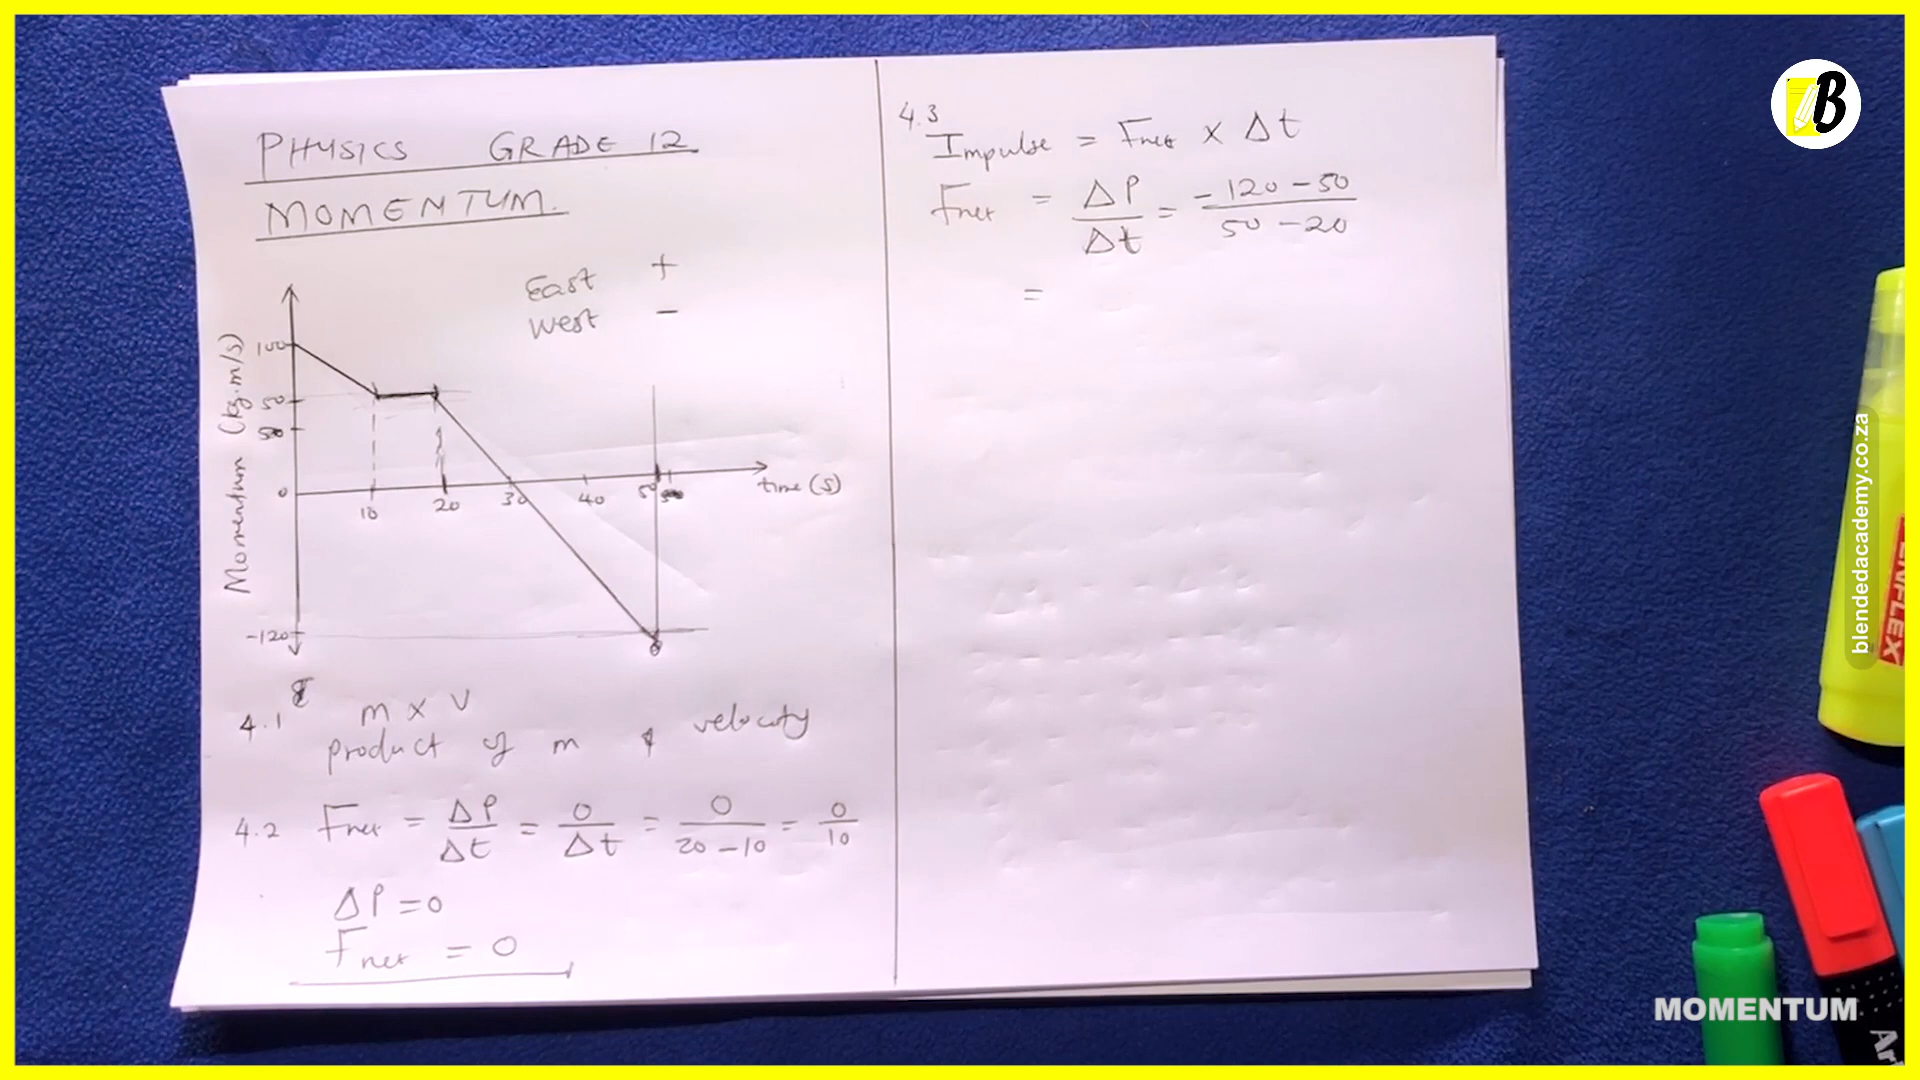 PHYSICS GRADE 12
MOMENTUM.
East +
West −
Momentum (kg.m/s)
100
50
50
0
-120
10
20
30
40
50
time (s)
4.1
m x v
product of m & velocity
4.2 Fnet = ΔP/Δt = 0/Δt = 0/20-10 = 0/10
ΔP = 0
Fnet = 0
4.3
Impulse = Fnet x Δt
Fnet = ΔP/Δt = -120-50/50-20
=
B
blendedacademy.co.za
MOMENTUM